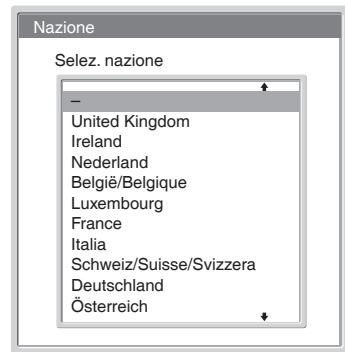 Nazione
Selez. nazione
–
United Kingdom
Ireland
Nederland
België/Belgique
Luxembourg
France
Italia
Schweiz/Suisse/Svizzera
Deutschland
Österreich